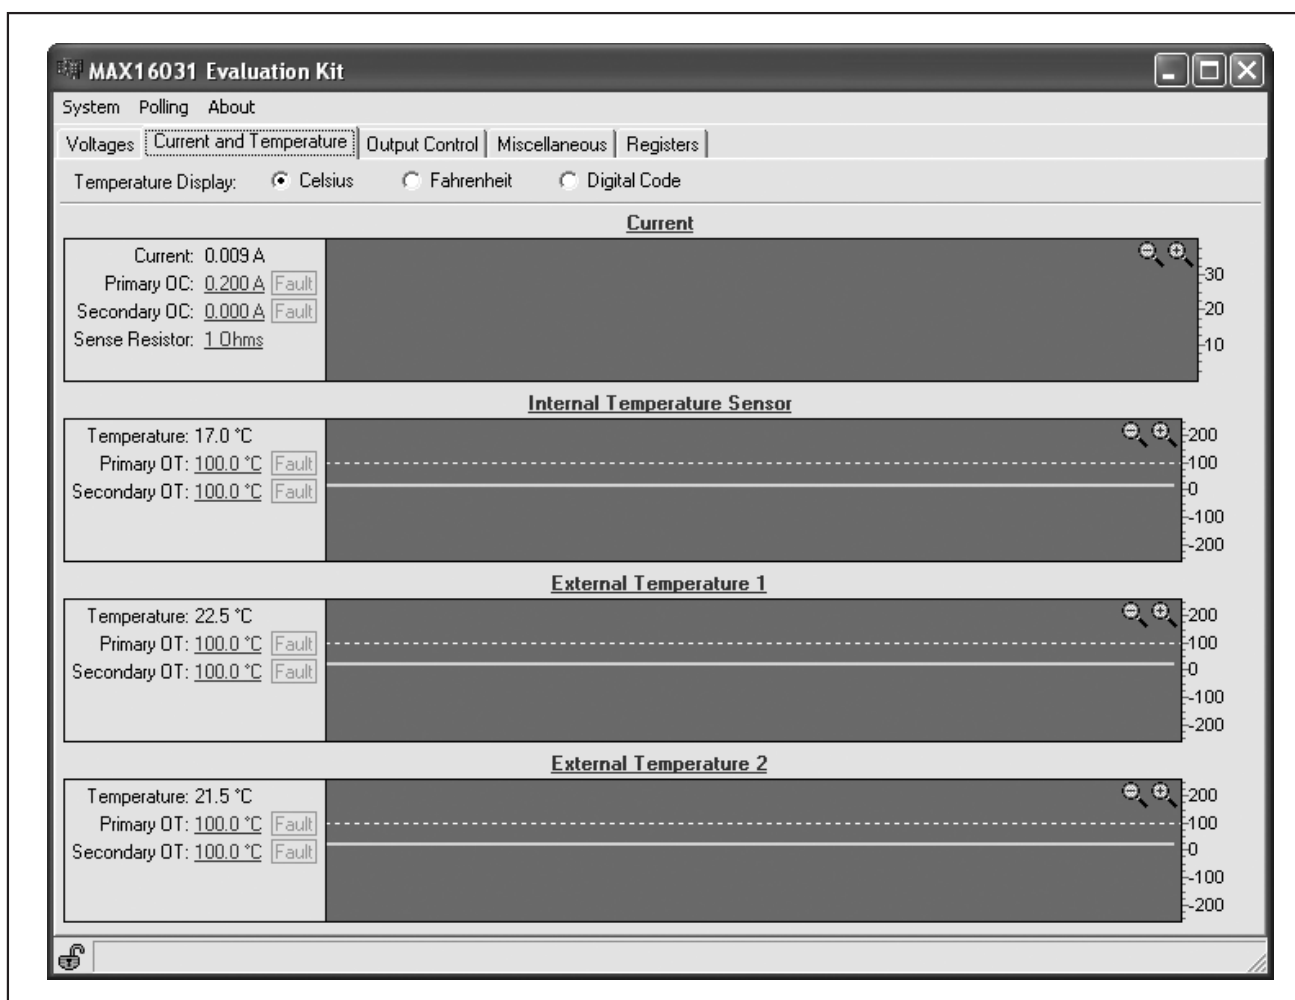 MAX16031 Evaluation Kit
System Polling About
Voltages Current and Temperature Output Control Miscellaneous Registers
Temperature Display: Celsius Fahrenheit Digital Code
Current
Current: 0.009 A
Primary OC: 0.200 A Fault
Secondary OC: 0.000 A Fault
Sense Resistor: 1 Ohms
30
20
10
Internal Temperature Sensor
Temperature: 17.0 °C
Primary OT: 100.0 °C Fault
Secondary OT: 100.0 °C Fault
200
100
0
-100
-200
External Temperature 1
Temperature: 22.5 °C
Primary OT: 100.0 °C Fault
Secondary OT: 100.0 °C Fault
200
100
0
-100
-200
External Temperature 2
Temperature: 21.5 °C
Primary OT: 100.0 °C Fault
Secondary OT: 100.0 °C Fault
200
100
0
-100
-200